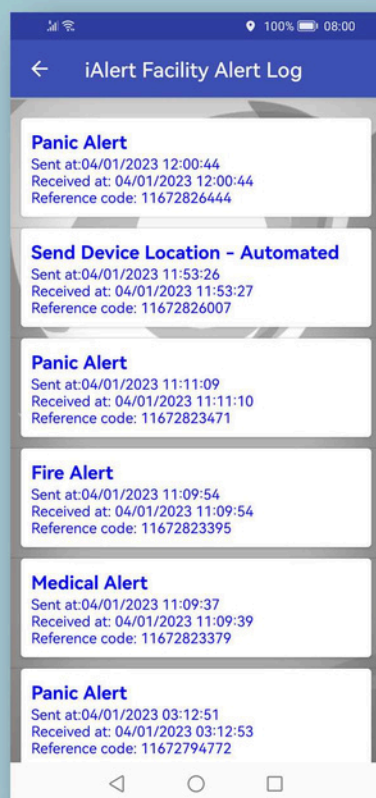 100% 08:00
iAlert Facility Alert Log
Panic Alert
Sent at:04/01/2023 12:00:44
Received at: 04/01/2023 12:00:44
Reference code: 11672826444
Send Device Location - Automated
Sent at:04/01/2023 11:53:26
Received at: 04/01/2023 11:53:27
Reference code: 11672826007
Panic Alert
Sent at:04/01/2023 11:11:09
Received at: 04/01/2023 11:11:10
Reference code: 11672823471
Fire Alert
Sent at:04/01/2023 11:09:54
Received at: 04/01/2023 11:09:54
Reference code: 11672823395
Medical Alert
Sent at:04/01/2023 11:09:37
Received at: 04/01/2023 11:09:39
Reference code: 11672823379
Panic Alert
Sent at:04/01/2023 03:12:51
Received at: 04/01/2023 03:12:53
Reference code: 11672794772